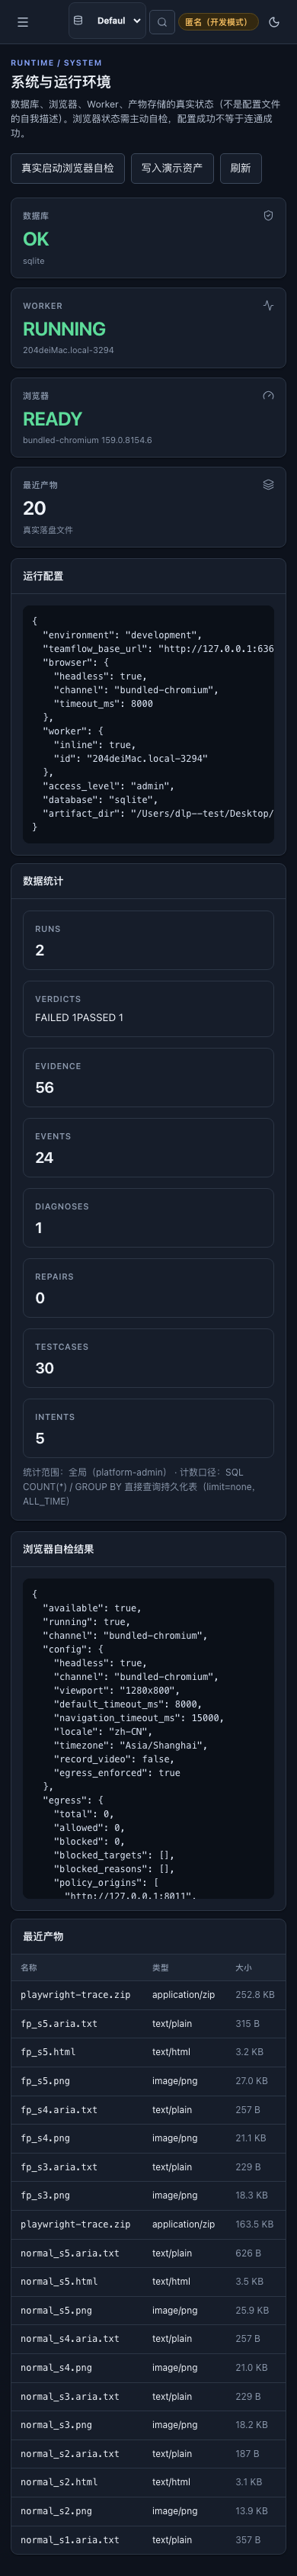 Defaul
匿名（开发模式）
RUNTIME / SYSTEM
系统与运行环境
数据库、浏览器、Worker、产物存储的真实状态（不是配置文件
的自我描述）。浏览器状态需主动自检，配置成功不等于连通成
功。
真实启动浏览器自检 写入演示资产 刷新
数据库
OK
sqlite
WORKER
RUNNING
204deiMac.local-3294
浏览器
READY
bundled-chromium 159.0.8154.6
最近产物
20
真实落盘文件
运行配置
{
"environment": "development",
"teamflow_base_url": "http://127.0.0.1:636
"browser": {
"headless": true,
"channel": "bundled-chromium",
"timeout_ms": 8000
},
"worker": {
"inline": true,
"id": "204deiMac.local-3294"
},
"access_level": "admin",
"database": "sqlite",
"artifact_dir": "/Users/dlp--test/Desktop/
}
数据统计
RUNS
2
VERDICTS
FAILED 1PASSED 1
EVIDENCE
56
EVENTS
24
DIAGNOSES
1
REPAIRS
0
TESTCASES
30
INTENTS
5
统计范围：全局（platform-admin） · 计数口径：SQL
COUNT(*) / GROUP BY 直接查询持久化表（limit=none，
ALL_TIME）
浏览器自检结果
{
"available": true,
"running": true,
"channel": "bundled-chromium",
"config": {
"headless": true,
"channel": "bundled-chromium",
"viewport": "1280x800",
"default_timeout_ms": 8000,
"navigation_timeout_ms": 15000,
"locale": "zh-CN",
"timezone": "Asia/Shanghai",
"record_video": false,
"egress_enforced": true
},
"egress": {
"total": 0,
"allowed": 0,
"blocked": 0,
"blocked_targets": [],
"blocked_reasons": [],
"policy_origins": [
"http://127.0.0.1:8011",
最近产物
名称 类型 大小
playwright-trace.zip application/zip 252.8 KB
fp_s5.aria.txt text/plain 315 B
fp_s5.html text/html 3.2 KB
fp_s5.png image/png 27.0 KB
fp_s4.aria.txt text/plain 257 B
fp_s4.png image/png 21.1 KB
fp_s3.aria.txt text/plain 229 B
fp_s3.png image/png 18.3 KB
playwright-trace.zip application/zip 163.5 KB
normal_s5.aria.txt text/plain 626 B
normal_s5.html text/html 3.5 KB
normal_s5.png image/png 25.9 KB
normal_s4.aria.txt text/plain 257 B
normal_s4.png image/png 21.0 KB
normal_s3.aria.txt text/plain 229 B
normal_s3.png image/png 18.2 KB
normal_s2.aria.txt text/plain 187 B
normal_s2.html text/html 3.1 KB
normal_s2.png image/png 13.9 KB
normal_s1.aria.txt text/plain 357 B